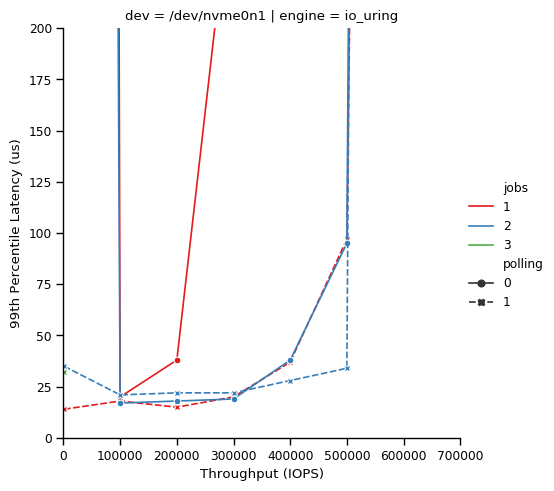 dev = /dev/nvme0n1 | engine = io_uring
200
175
150
125
100
75
50
25
0
99th Percentile Latency (us)
0 100000 200000 300000 400000 500000 600000 700000
Throughput (IOPS)
jobs
1
2
3
polling
0
1